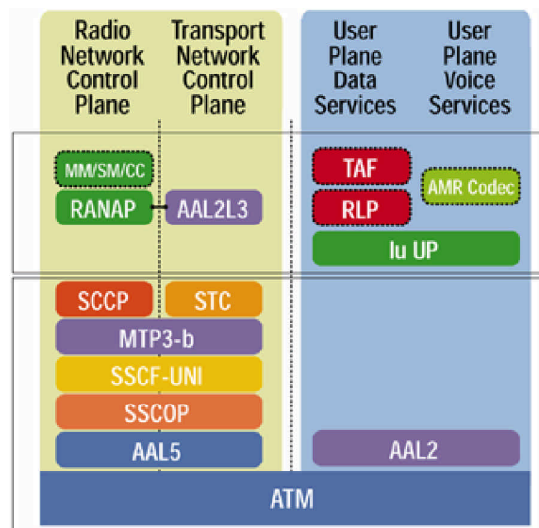 Radio
Network
Control
Plane
Transport
Network
Control
Plane
User
Plane
Data
Services
User
Plane
Voice
Services
MM/SM/CC
TAF
AMR Codec
RANAP
AAL2L3
RLP
Iu UP
SCCP
STC
MTP3-b
SSCF-UNI
SSCOP
AAL5
AAL2
ATM